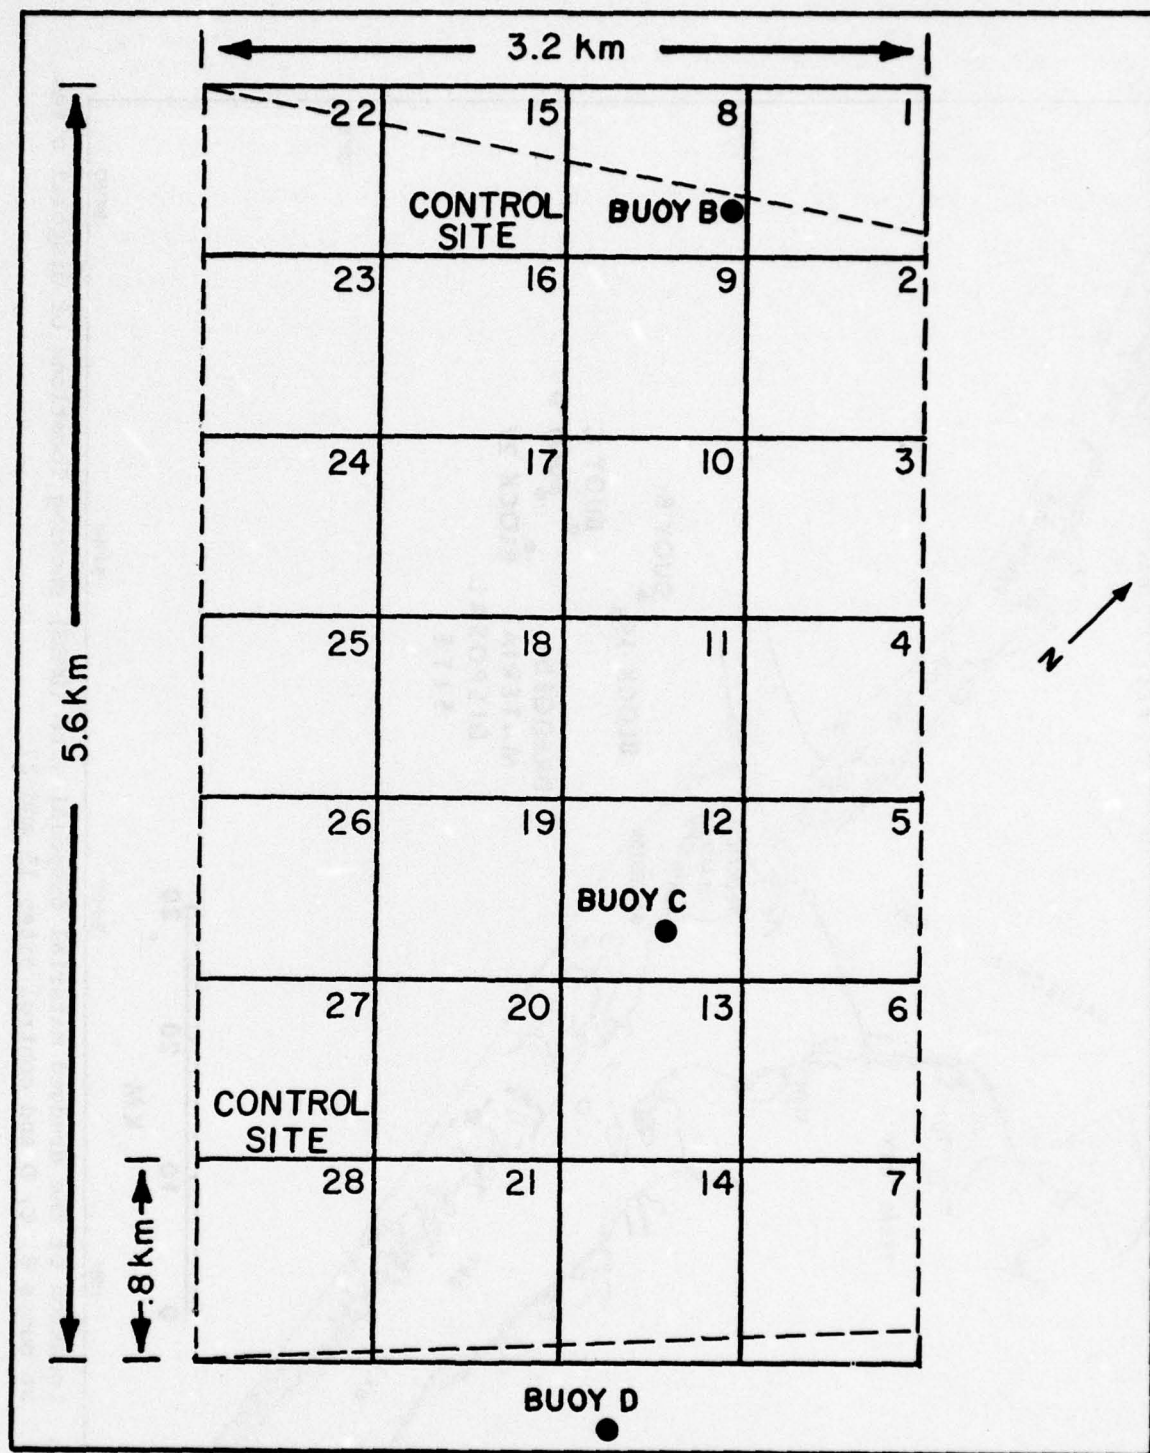 3.2 km
22 15 8 1
CONTROL SITE
BUOY B
23 16 9 2
24 17 10 3
25 18 11 4
N
5.6 km
26 19 12 5
BUOY C
27 20 13 6
CONTROL SITE
28 21 14 7
.8 km
BUOY D